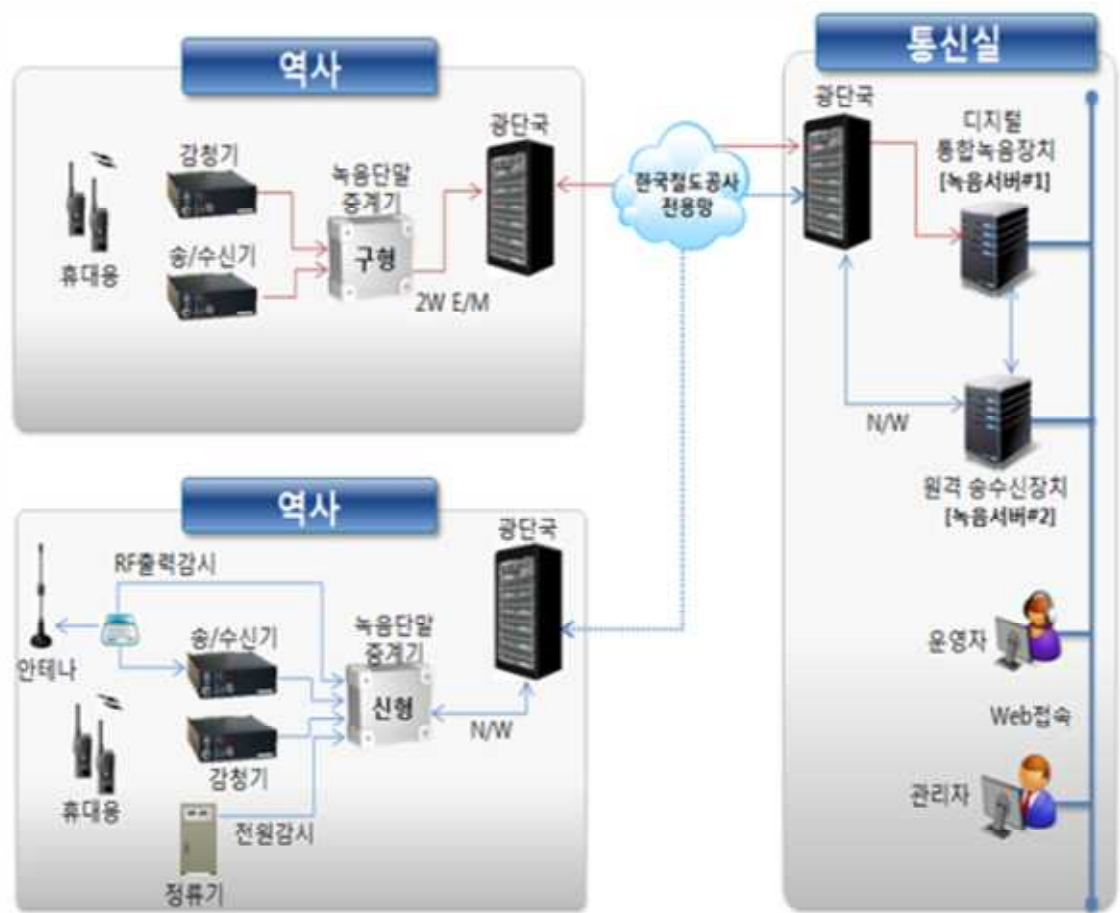 역사
감청기
녹음단말
중계기
광단국
구형
송/수신기
휴대용
2W E/M
한국철도공사
전용망
통신실
광단국
디지털
통합녹음장치
[녹음서버#1]
N/W
원격 송수신장치
[녹음서버#2]
운영자
Web접속
관리자
역사
광단국
RF출력감시
녹음단말
중계기
송/수신기
안테나
신형
N/W
감청기
휴대용
전원감시
정류기